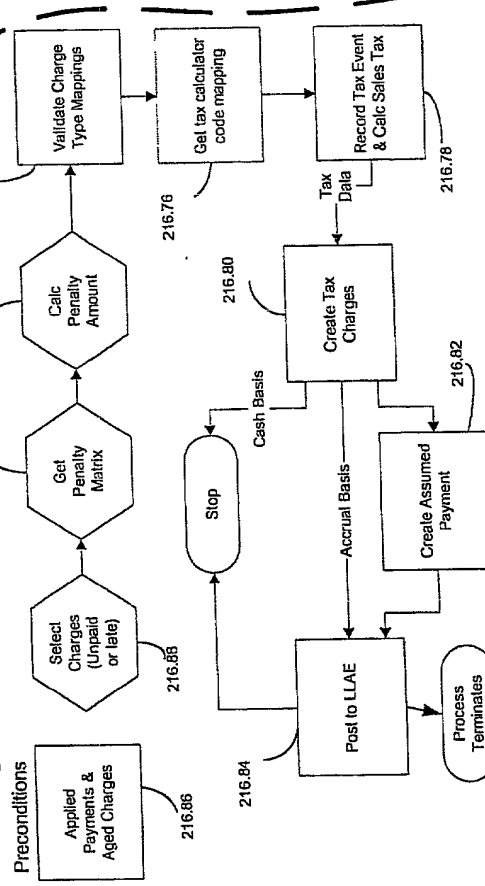 Preconditions
Applied
Payments &
Aged Charges
216.86
Select
Charges
(Unpaid
or late)
216.88
Get
Penalty
Matrix
Calc
Penalty
Amount
Validate Charge
Type Mappings
Get tax calculator
code mapping
216.76
Record Tax Event
& Calc Sales Tax
216.78
Tax
Data
Create Tax
Charges
216.80
Cash Basis
Stop
Accrual Basis
Create Assumed
Payment
216.82
Post to LLAE
216.84
Process
Terminates